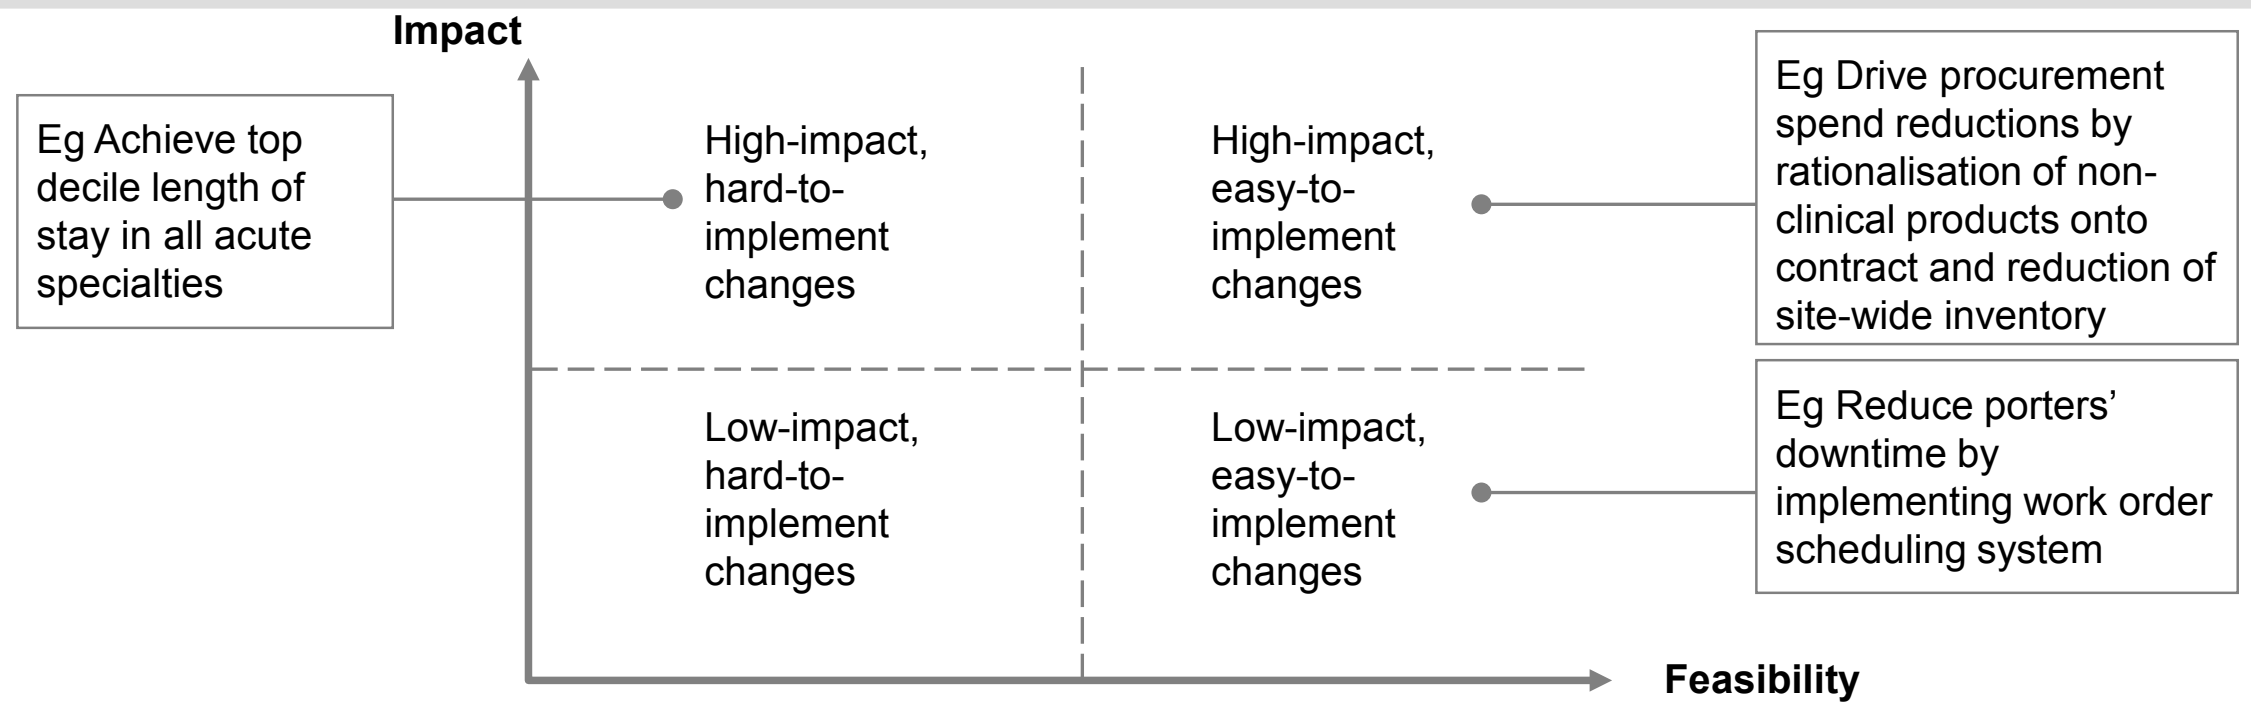 Impact
Eg Achieve top
decile length of
stay in all acute
specialties
High-impact,
hard-to-
implement
changes
High-impact,
easy-to-
implement
changes
Eg Drive procurement
spend reductions by
rationalisation of non-
clinical products onto
contract and reduction of
site-wide inventory
Low-impact,
hard-to-
implement
changes
Low-impact,
easy-to-
implement
changes
Eg Reduce porters’
downtime by
implementing work order
scheduling system
Feasibility